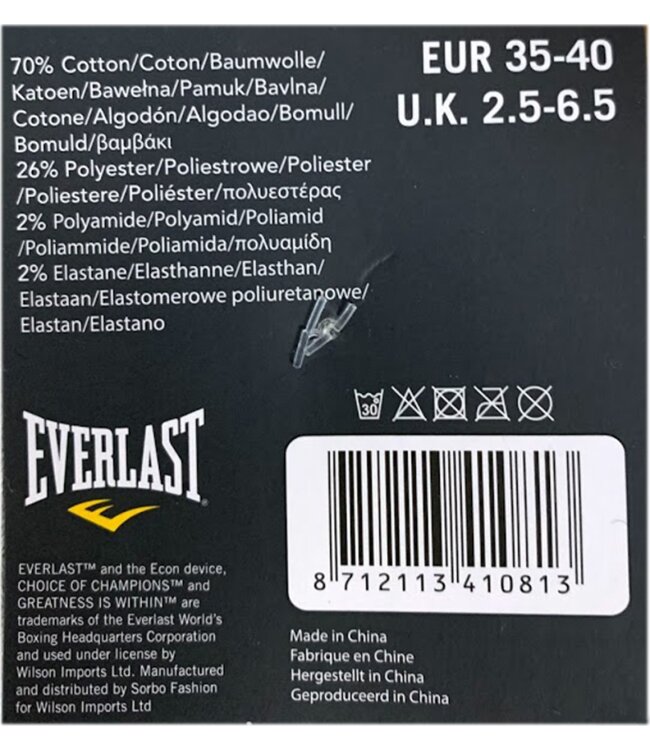 70% Cotton/Coton/Baumwolle/
Katoen/Bawełna/Pamuk/Bavlna/
Cotone/Algodón/Algodao/Bomull/
Bomuld/βαμβάκι
26% Polyester/Poliestrowe/Poliester
/Poliestere/Poliéster/πολυεστέρας
2% Polyamide/Polyamid/Poliamid
/Poliammide/Poliamida/πολυαμίδη
2% Elastane/Elasthanne/Elasthan/
Elastaan/Elastomerowe poliuretanowe/
Elastan/Elastano
EUR 35-40
U.K. 2.5-6.5
30
EVERLAST
8 712113 410813
EVERLAST™ and the Econ device,
CHOICE OF CHAMPIONS™ and
GREATNESS IS WITHIN™ are
trademarks of the Everlast World's
Boxing Headquarters Corporation
and used under license by
Wilson Imports Ltd. Manufactured
and distributed by Sorbo Fashion
for Wilson Imports Ltd
Made in China
Fabrique en Chine
Hergestellt in China
Geproduceerd in China